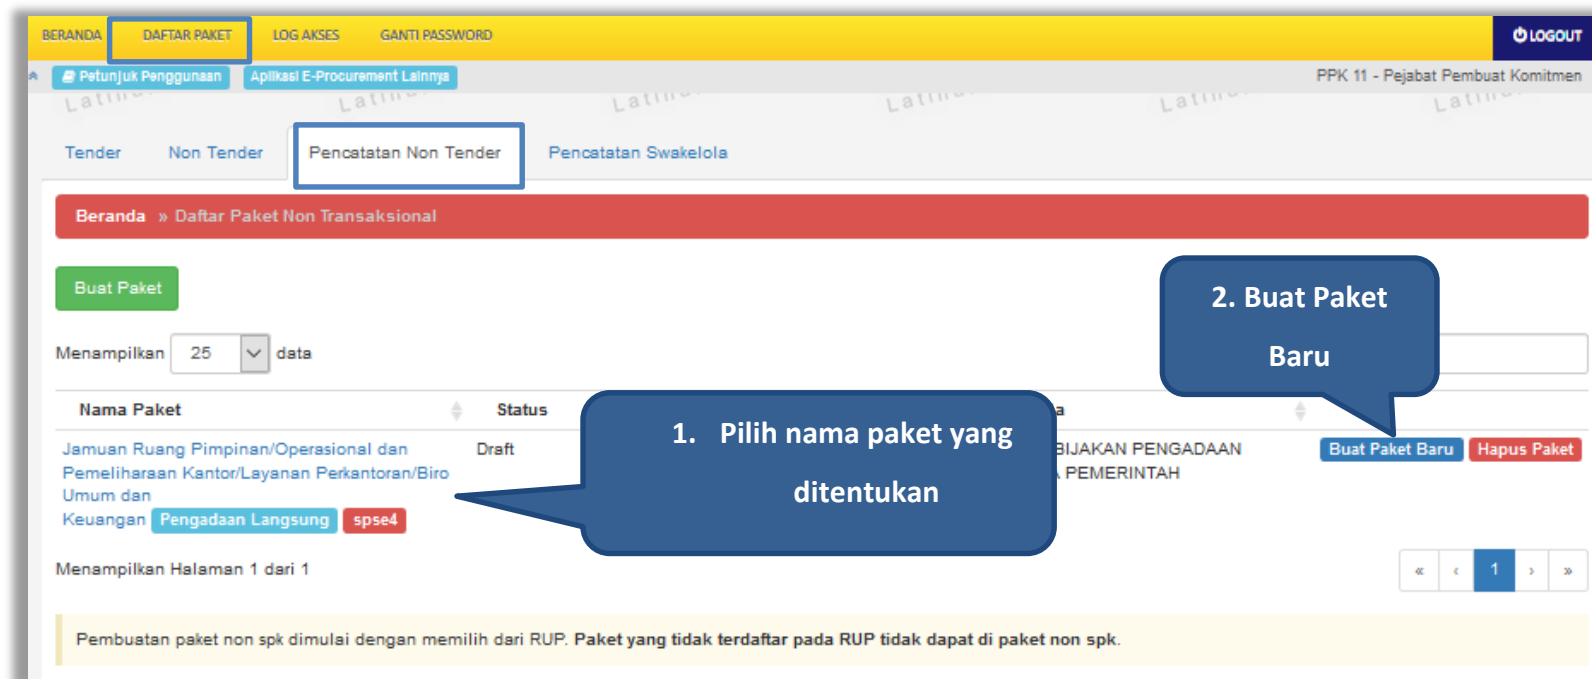 BERANDA DAFTAR PAKET LOG AKSES GANTI PASSWORD LOGOUT
Petunjuk Penggunaan Aplikasi E-Procurement Lainnya PPK 11 - Pejabat Pembuat Komitmen
Tender Non Tender Pencatatan Non Tender Pencatatan Swakelola
Beranda » Daftar Paket Non Transaksional
Buat Paket
2. Buat Paket
Baru
Menampilkan 25 data
Nama Paket Status
1. Pilih nama paket yang
ditentukan
Jamuan Ruang Pimpinan/Operasional dan Draft PENGADAAN Buat Paket Baru Hapus Paket
Pemeliharaan Kantor/Layanan Perkantoran/Biro PEMERINTAH
Umum dan
Keuangan Pengadaan Langsung spse4
Menampilkan Halaman 1 dari 1 « ‹ 1 › »
Pembuatan paket non spk dimulai dengan memilih dari RUP. Paket yang tidak terdaftar pada RUP tidak dapat di paket non spk.